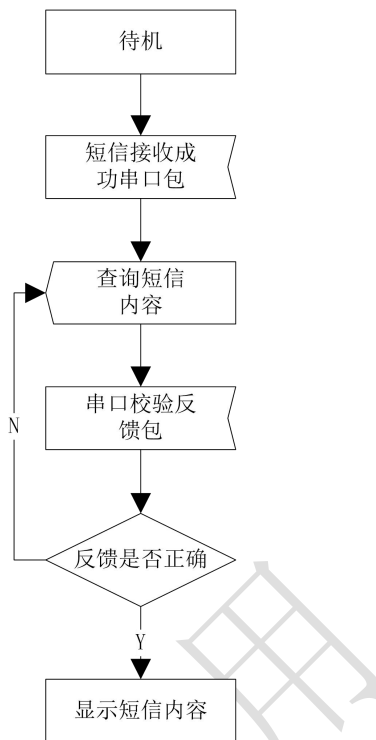 待机
短信接收成
功串口包
查询短信
内容
N
串口校验反
馈包
反馈是否正确
Y
显示短信内容
用